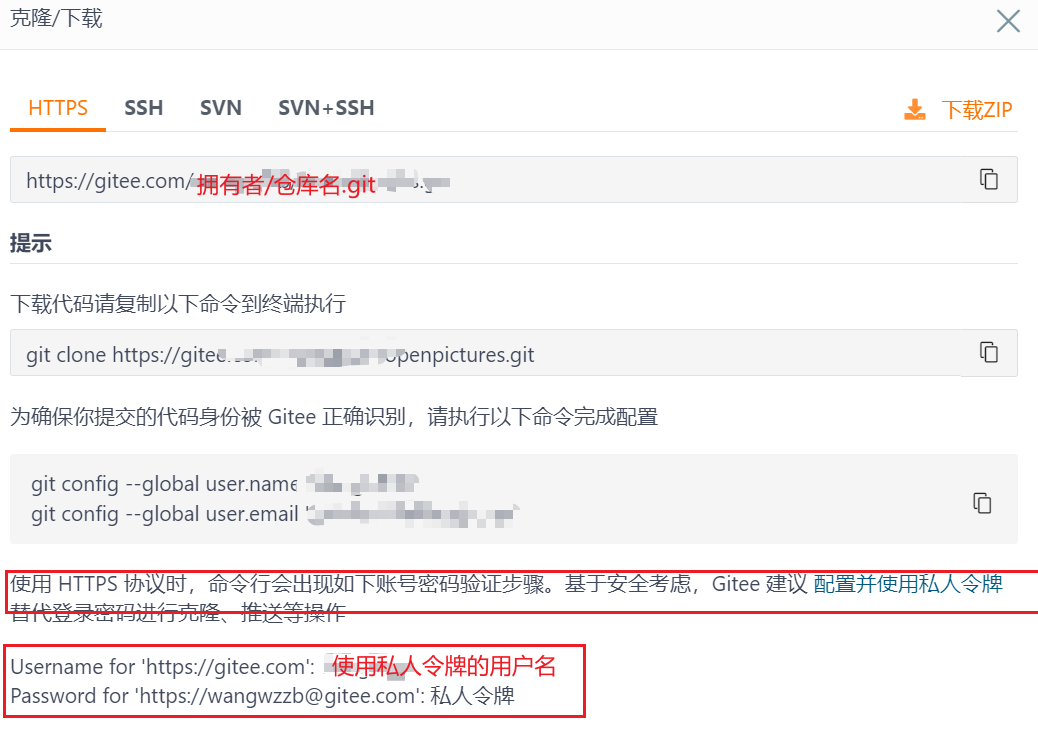 克隆/下载
HTTPS SSH SVN SVN+SSH 下载ZIP
https://gitee.com/拥有者/仓库名.git
提示
下载代码请复制以下命令到终端执行
git clone https://gitee. openpictures.git
为确保你提交的代码身份被 Gitee 正确识别，请执行以下命令完成配置
git config --global user.name
git config --global user.email
使用 HTTPS 协议时，命令行会出现如下账号密码验证步骤。基于安全考虑，Gitee 建议 配置并使用私人令牌
替代登录密码进行克隆、推送等操作
Username for 'https://gitee.com': 使用私人令牌的用户名
Password for 'https://wangwzzb@gitee.com': 私人令牌